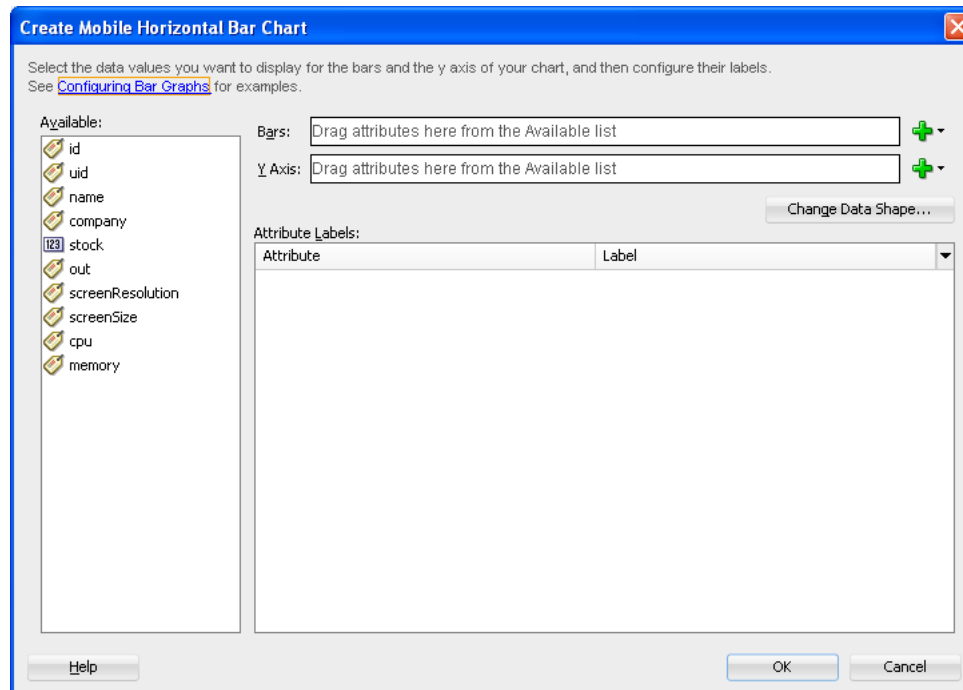 Create Mobile Horizontal Bar Chart
Select the data values you want to display for the bars and the y axis of your chart, and then configure their labels.
See Configuring Bar Graphs for examples.
Available:
id
uid
name
company
123 stock
out
screenResolution
screenSize
cpu
memory
Bars: Drag attributes here from the Available list
Y Axis: Drag attributes here from the Available list
Change Data Shape...
Attribute Labels:
Attribute Label
Help OK Cancel